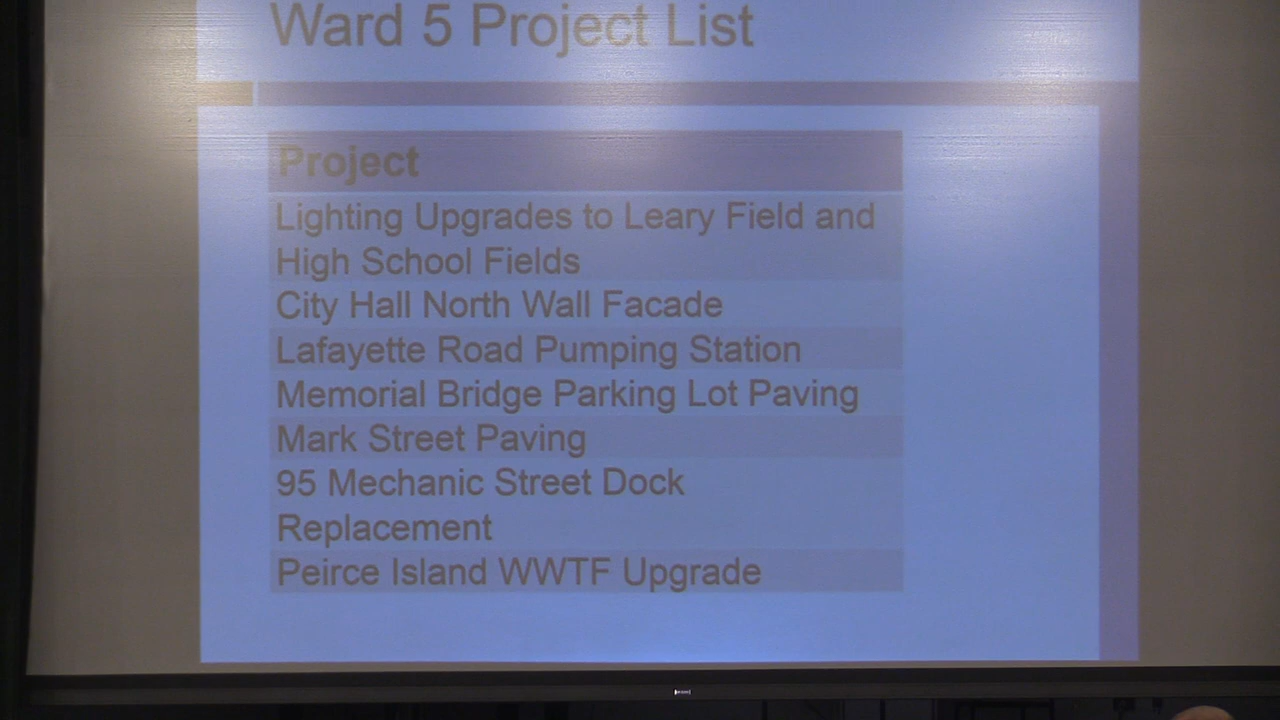 Ward 5 Project List
Project
Lighting Upgrades to Leary Field and
High School Fields
City Hall North Wall Facade
Lafayette Road Pumping Station
Memorial Bridge Parking Lot Paving
Mark Street Paving
95 Mechanic Street Dock
Replacement
Peirce Island WWTF Upgrade